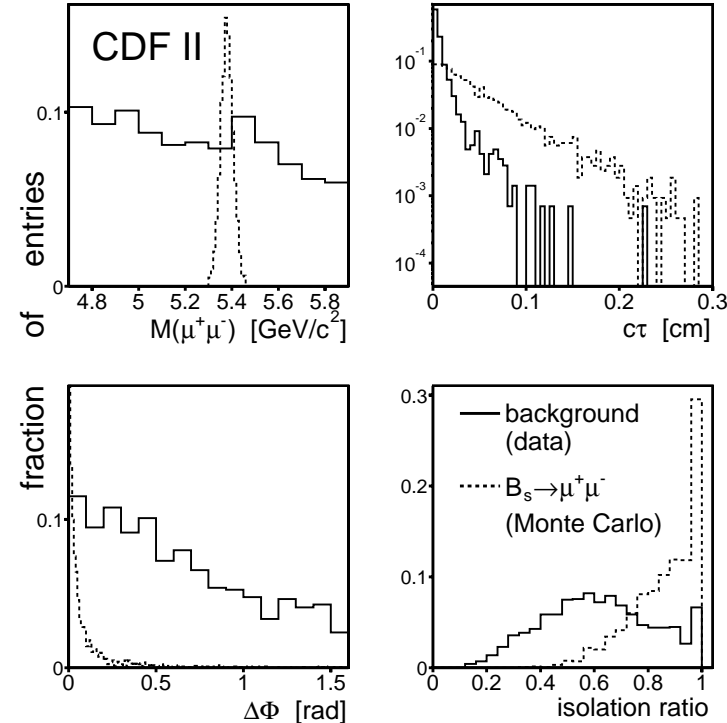 fraction of entries
CDF II
0.1
0
4.8 5 5.2 5.4 5.6 5.8
M(μ⁺μ⁻) [GeV/c²]
10⁻¹
10⁻²
10⁻³
10⁻⁴
0 0.1 0.2 0.3
cτ [cm]
0.1
0
0 0.5 1 1.5
ΔΦ [rad]
0.3
0.2
0.1
0
background
(data)
Bₛ→μ⁺μ⁻
(Monte Carlo)
0 0.2 0.4 0.6 0.8 1
isolation ratio